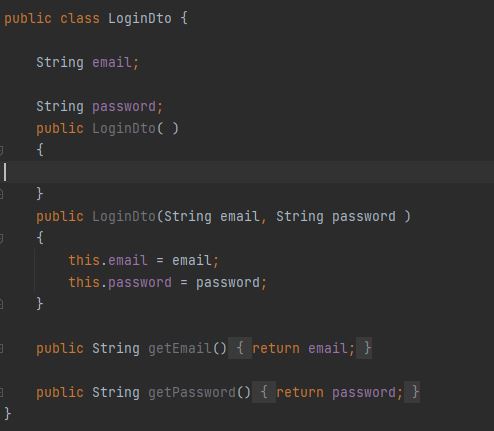 public class LoginDto {
String email;
String password;
public LoginDto( )
{
}
public LoginDto(String email, String password )
{
this.email = email;
this.password = password;
}
public String getEmail() { return email; }
public String getPassword() { return password; }
}